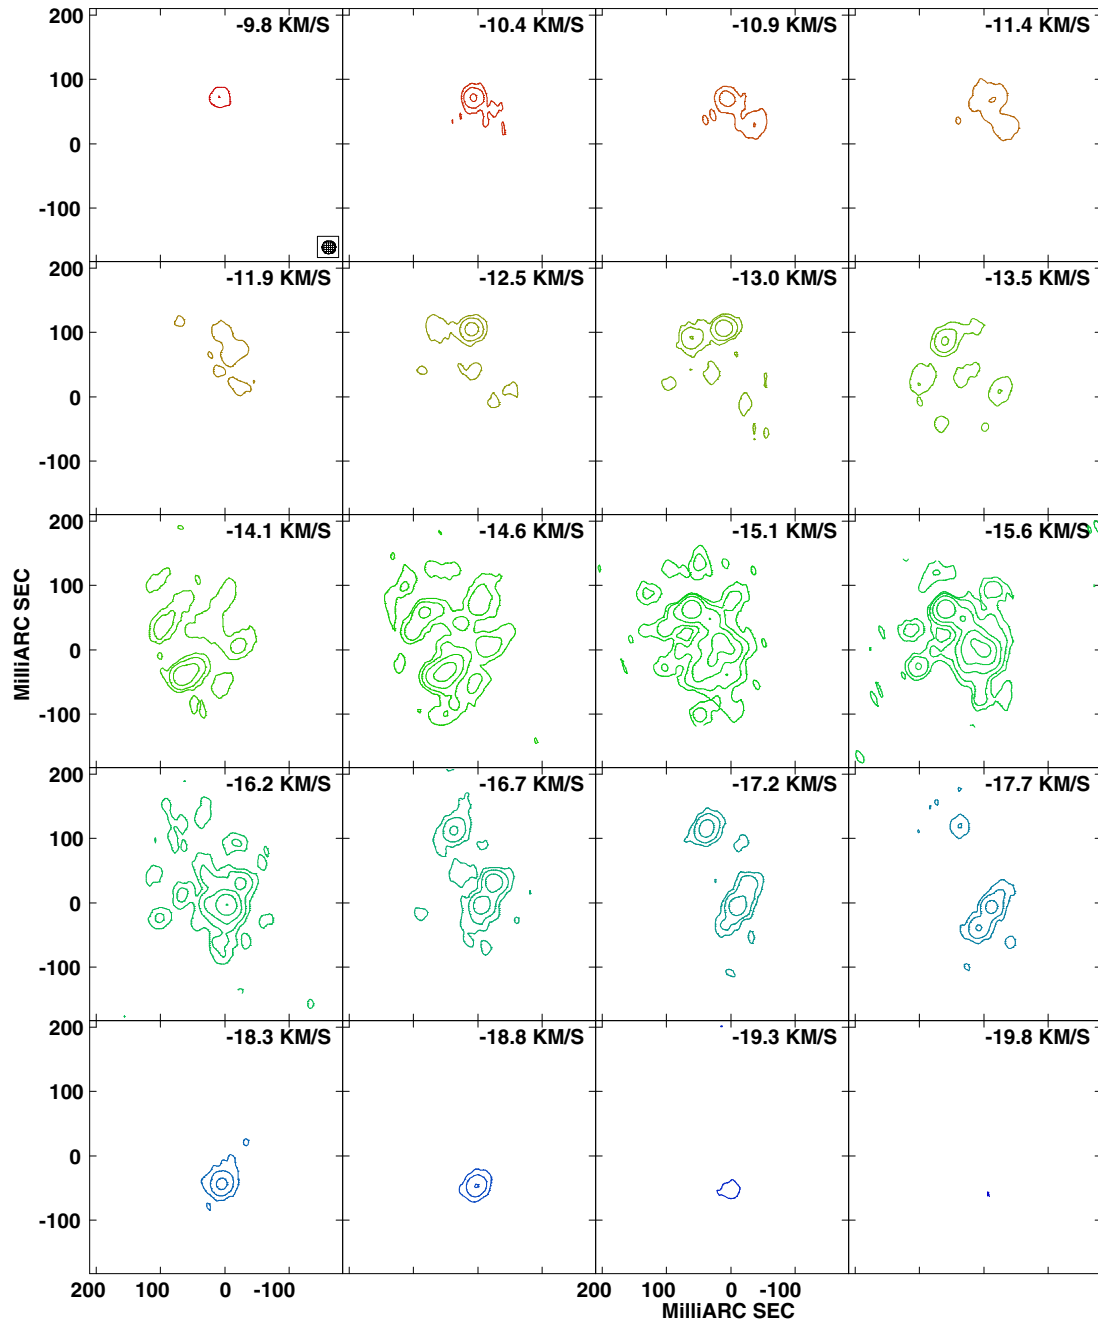 200
100
0
-100
-9.8 KM/S
-10.4 KM/S
-10.9 KM/S
-11.4 KM/S
200
100
0
-100
-11.9 KM/S
-12.5 KM/S
-13.0 KM/S
-13.5 KM/S
MilliARC SEC
200
100
0
-100
-14.1 KM/S
-14.6 KM/S
-15.1 KM/S
-15.6 KM/S
200
100
0
-100
-16.2 KM/S
-16.7 KM/S
-17.2 KM/S
-17.7 KM/S
200
100
0
-100
-18.3 KM/S
-18.8 KM/S
-19.3 KM/S
-19.8 KM/S
200 100 0 -100
200 100 0 -100
MilliARC SEC